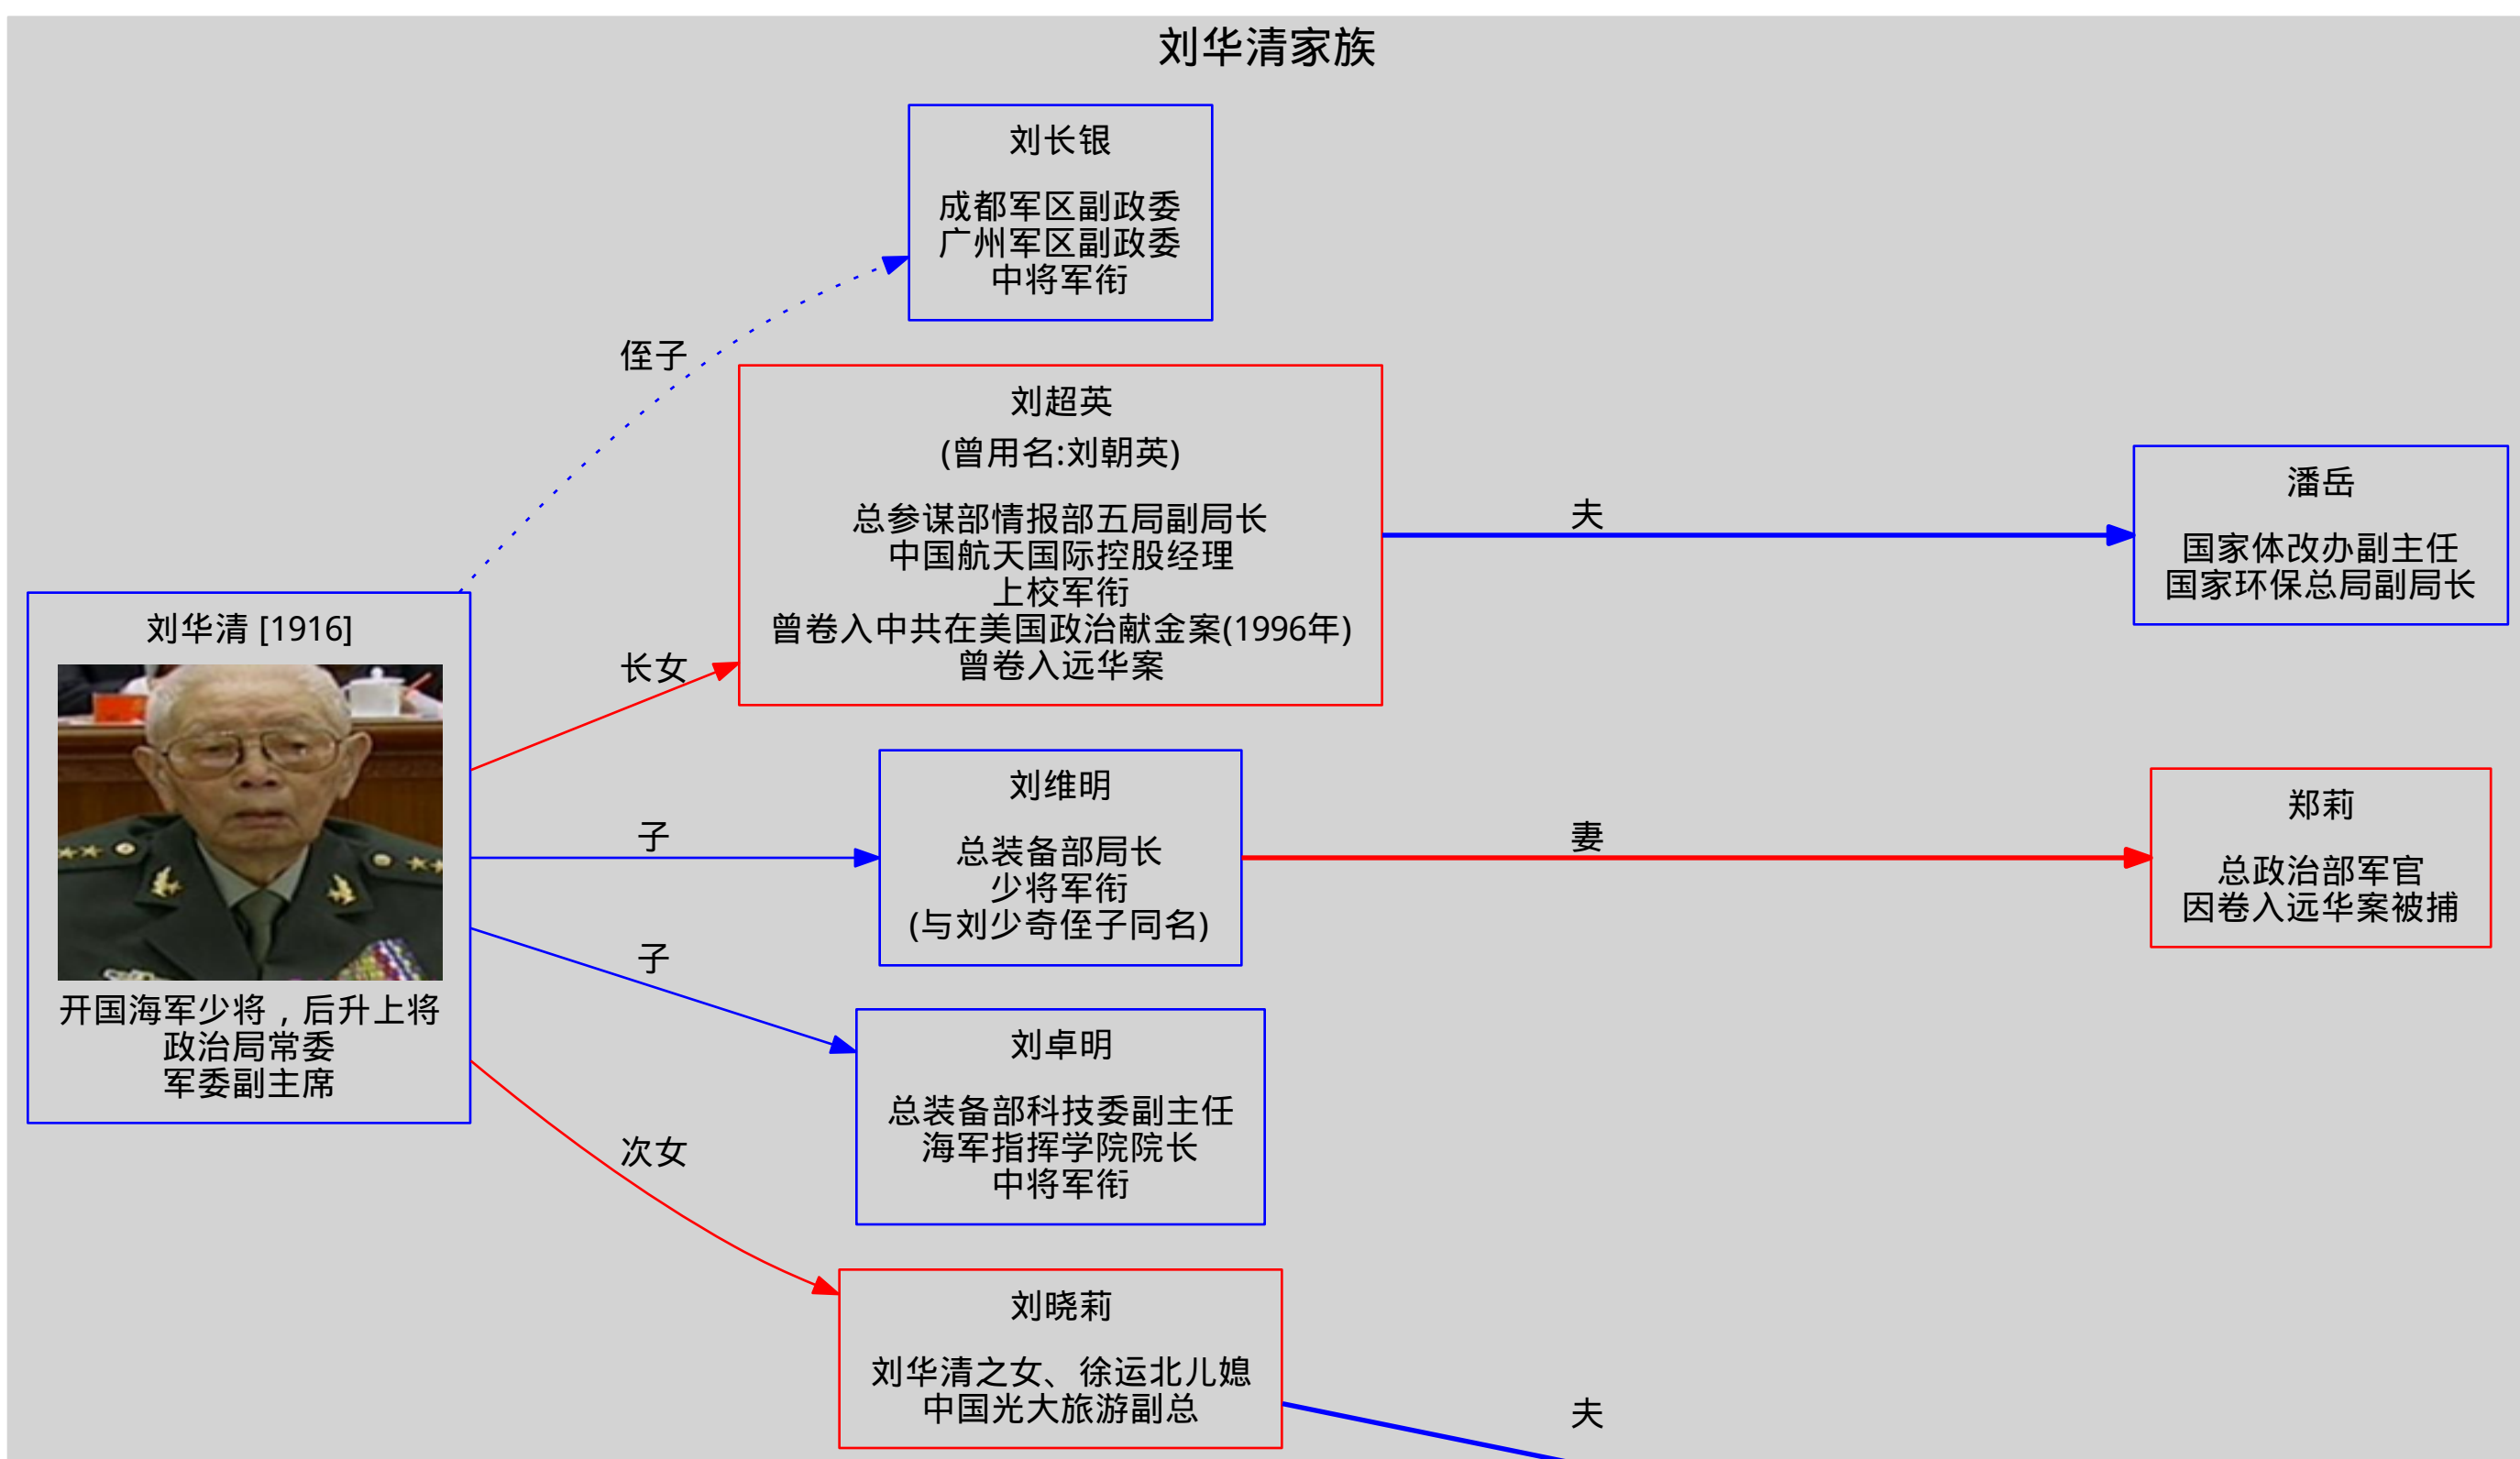 刘华清家族
刘长银
成都军区副政委
广州军区副政委
中将军衔
侄子
刘超英
(曾用名:刘朝英)
总参谋部情报部五局副局长
中国航天国际控股经理
上校军衔
曾卷入中共在美国政治献金案(1996年)
曾卷入远华案
夫
潘岳
国家体改办副主任
国家环保总局副局长
刘华清 [1916]
开国海军少将，后升上将
政治局常委
军委副主席
长女
子
刘维明
总装备部局长
少将军衔
(与刘少奇侄子同名)
妻
郑莉
总政治部军官
因卷入远华案被捕
子
刘卓明
总装备部科技委副主任
海军指挥学院院长
中将军衔
次女
刘晓莉
刘华清之女、徐运北儿媳
中国光大旅游副总
夫